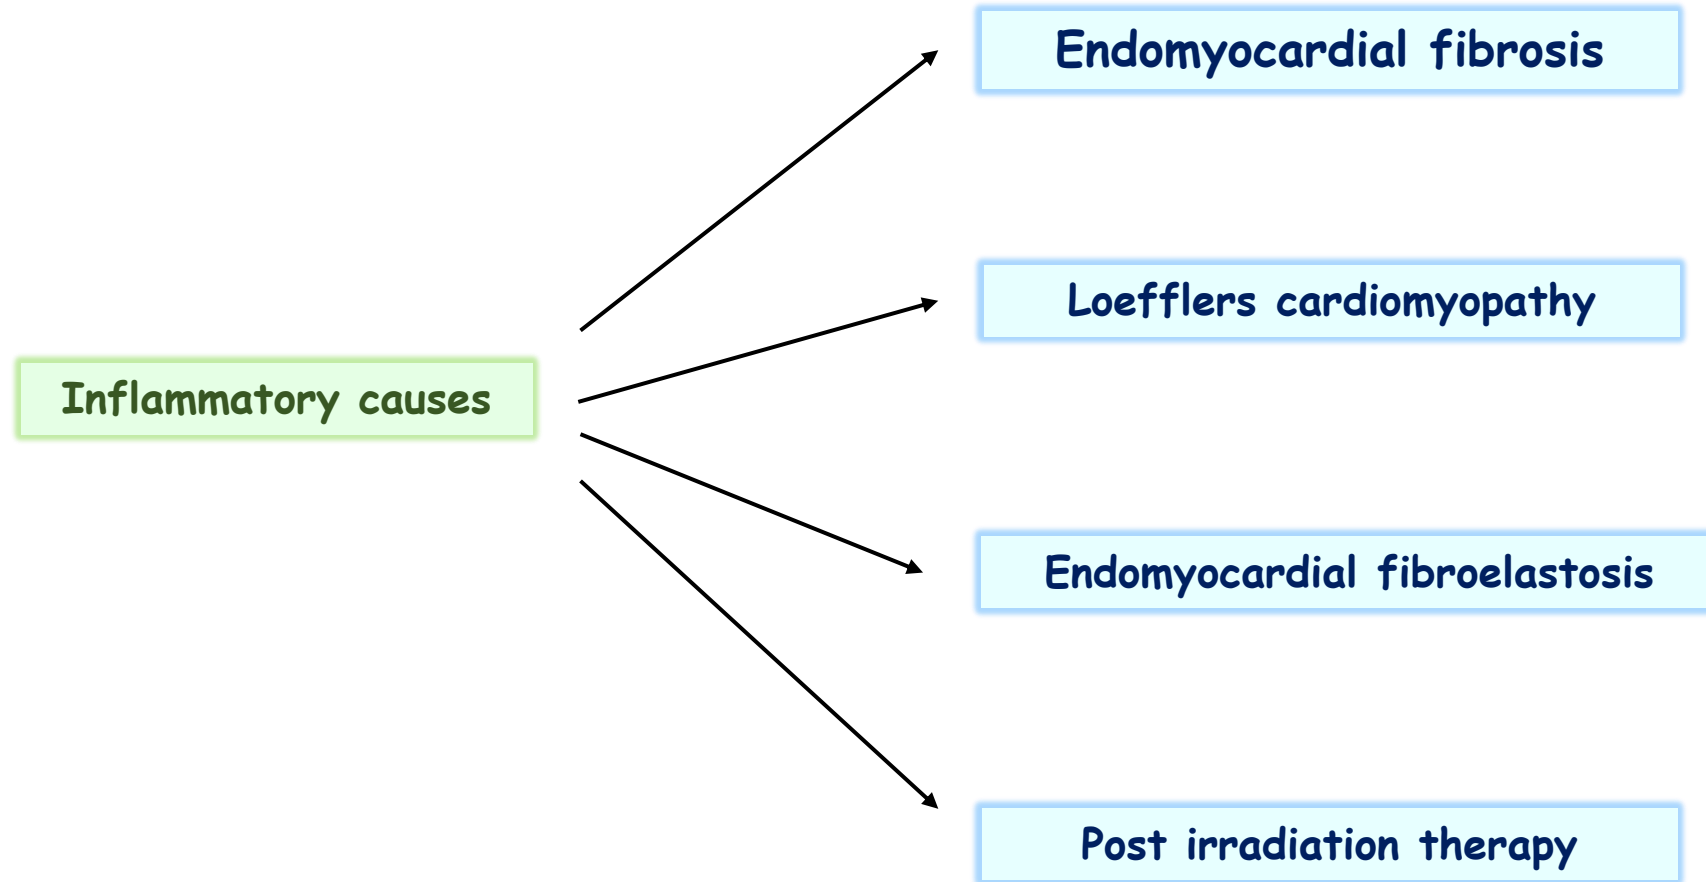 Endomyocardial fibrosis
Loefflers cardiomyopathy
Inflammatory causes
Endomyocardial fibroelastosis
Post irradiation therapy